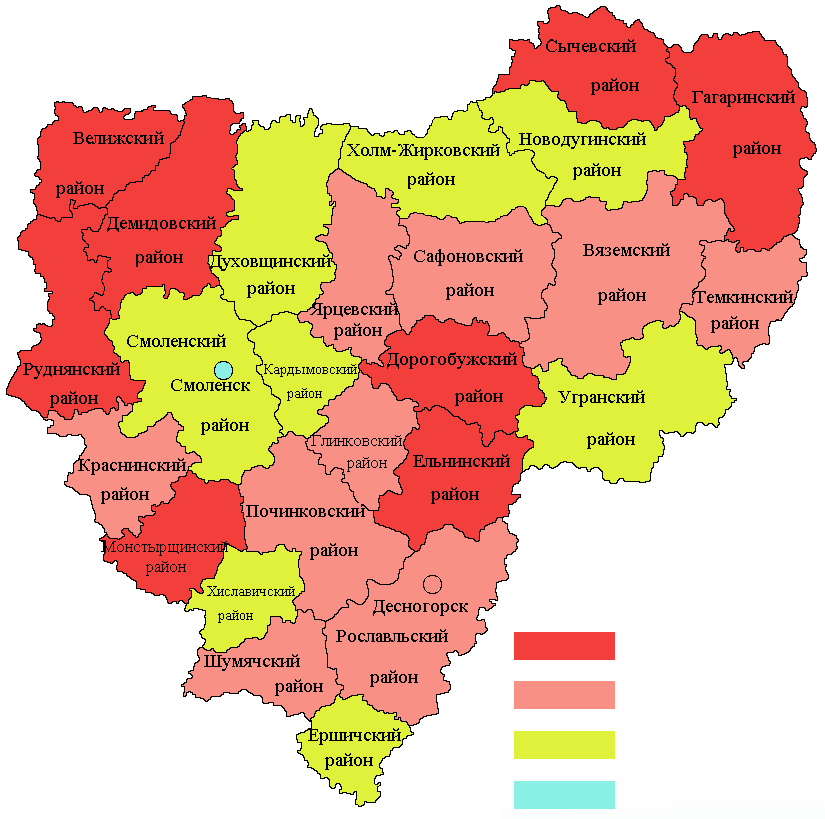 Сычевский
район
Гагаринский
район
Велижский
район
Новодугинский
район
Холм-Жирковский
район
Демидовский
район
Духовщинский
район
Сафоновский
район
Вяземский
район
Темкинский
район
Ярцевский
район
Смоленский
Смоленск
район
Руднянский
район
Кардымовский
район
Дорогобужский
район
Угранский
район
Глинковский
район
Ельнинский
район
Краснинский
район
Починковский
район
Монстырщинский
район
Хиславичский
район
Десногорск
Рославльский
район
Шумячский
район
Ершичский
район